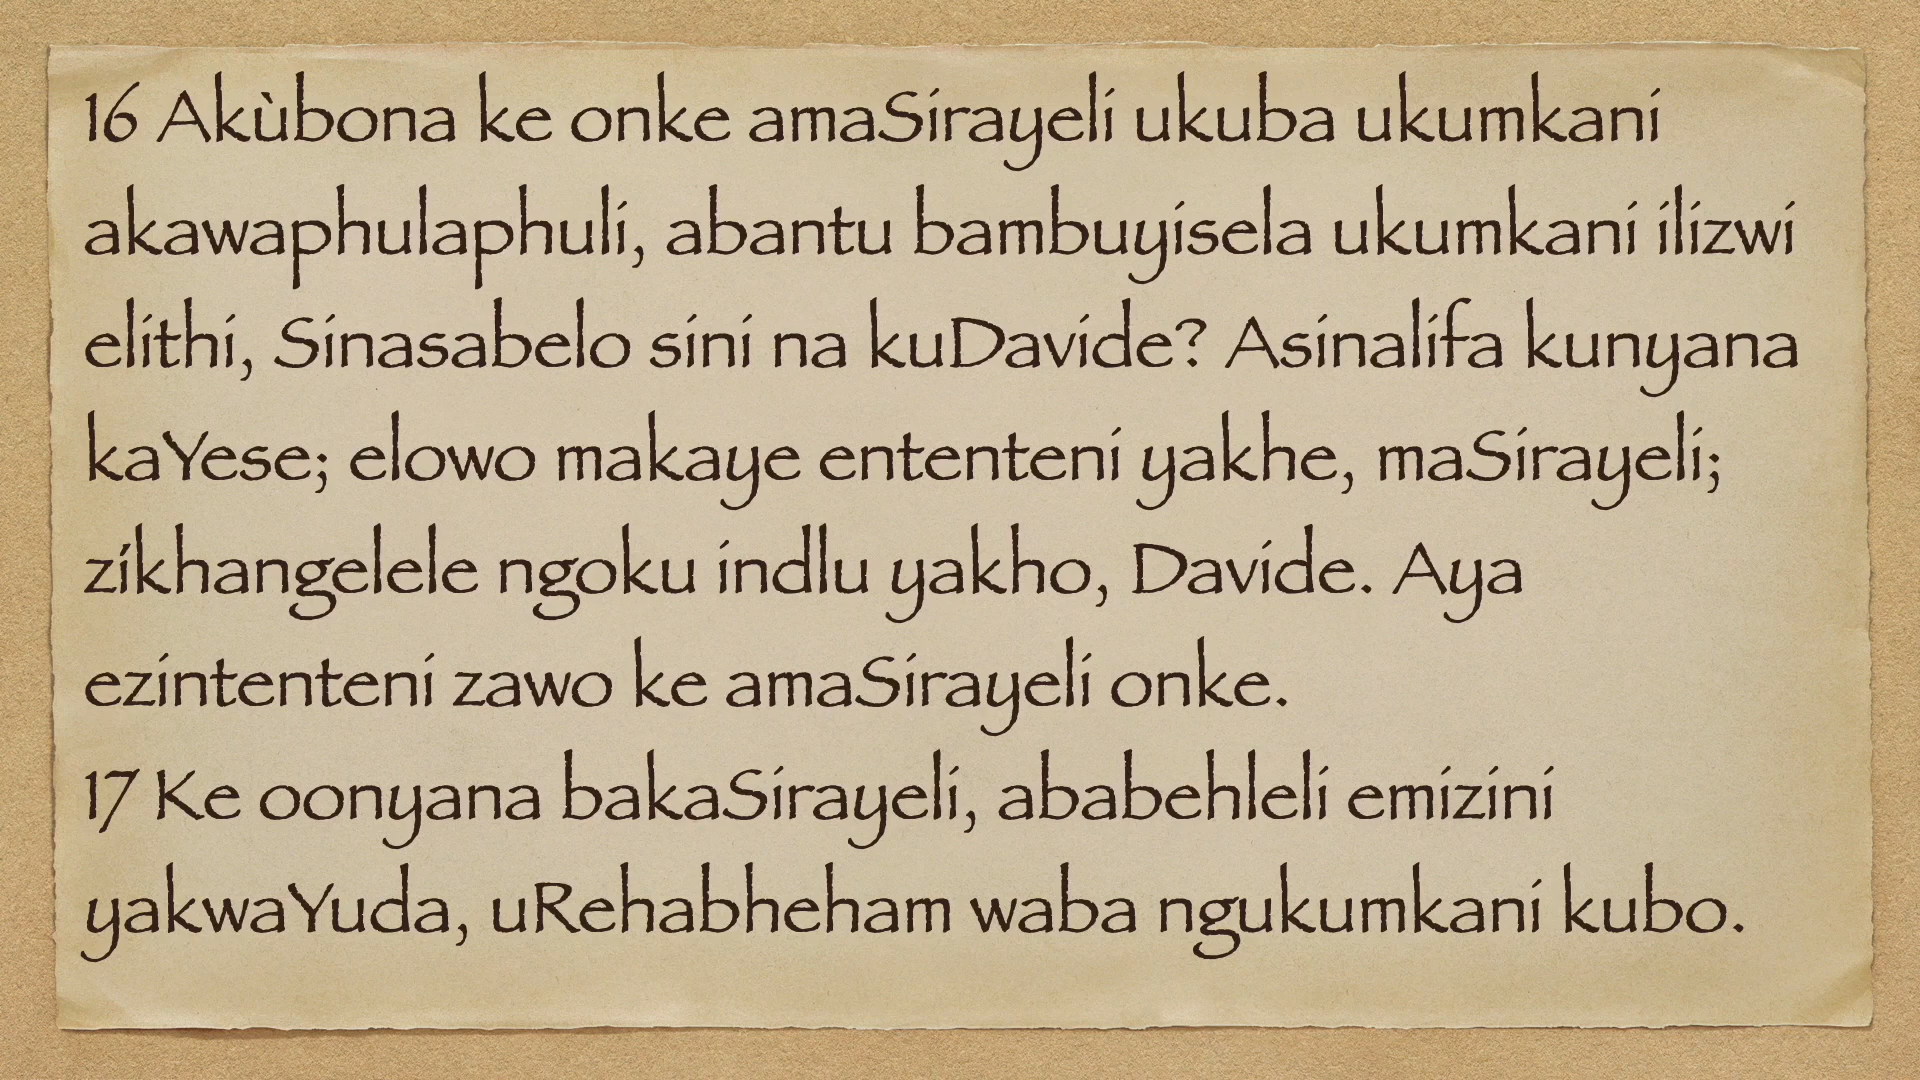 16 Akùbona ke onke amaSirayeli ukuba ukumkani
akawaphulaphuli, abantu bambuyisela ukumkani ilizwi
elithi, Sinasabelo sini na kuDavide? Asinalifa kunyana
kaYese; elowo makaye ententeni yakhe, maSirayeli;
zíkhangelele ngoku indlu yakho, Davide. Aya
ezintenteni zawo ke amaSirayeli onke.
17 Ke oonyana bakaSirayeli, ababehleli emizini
yakwaYuda, uRehabheham waba ngukumkani kubo.